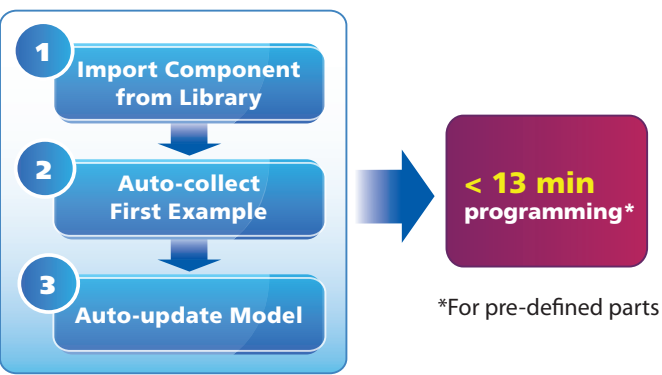 1
Import Component
from Library
2
Auto-collect
First Example
3
Auto-update Model
< 13 min
programming*
*For pre-defined parts